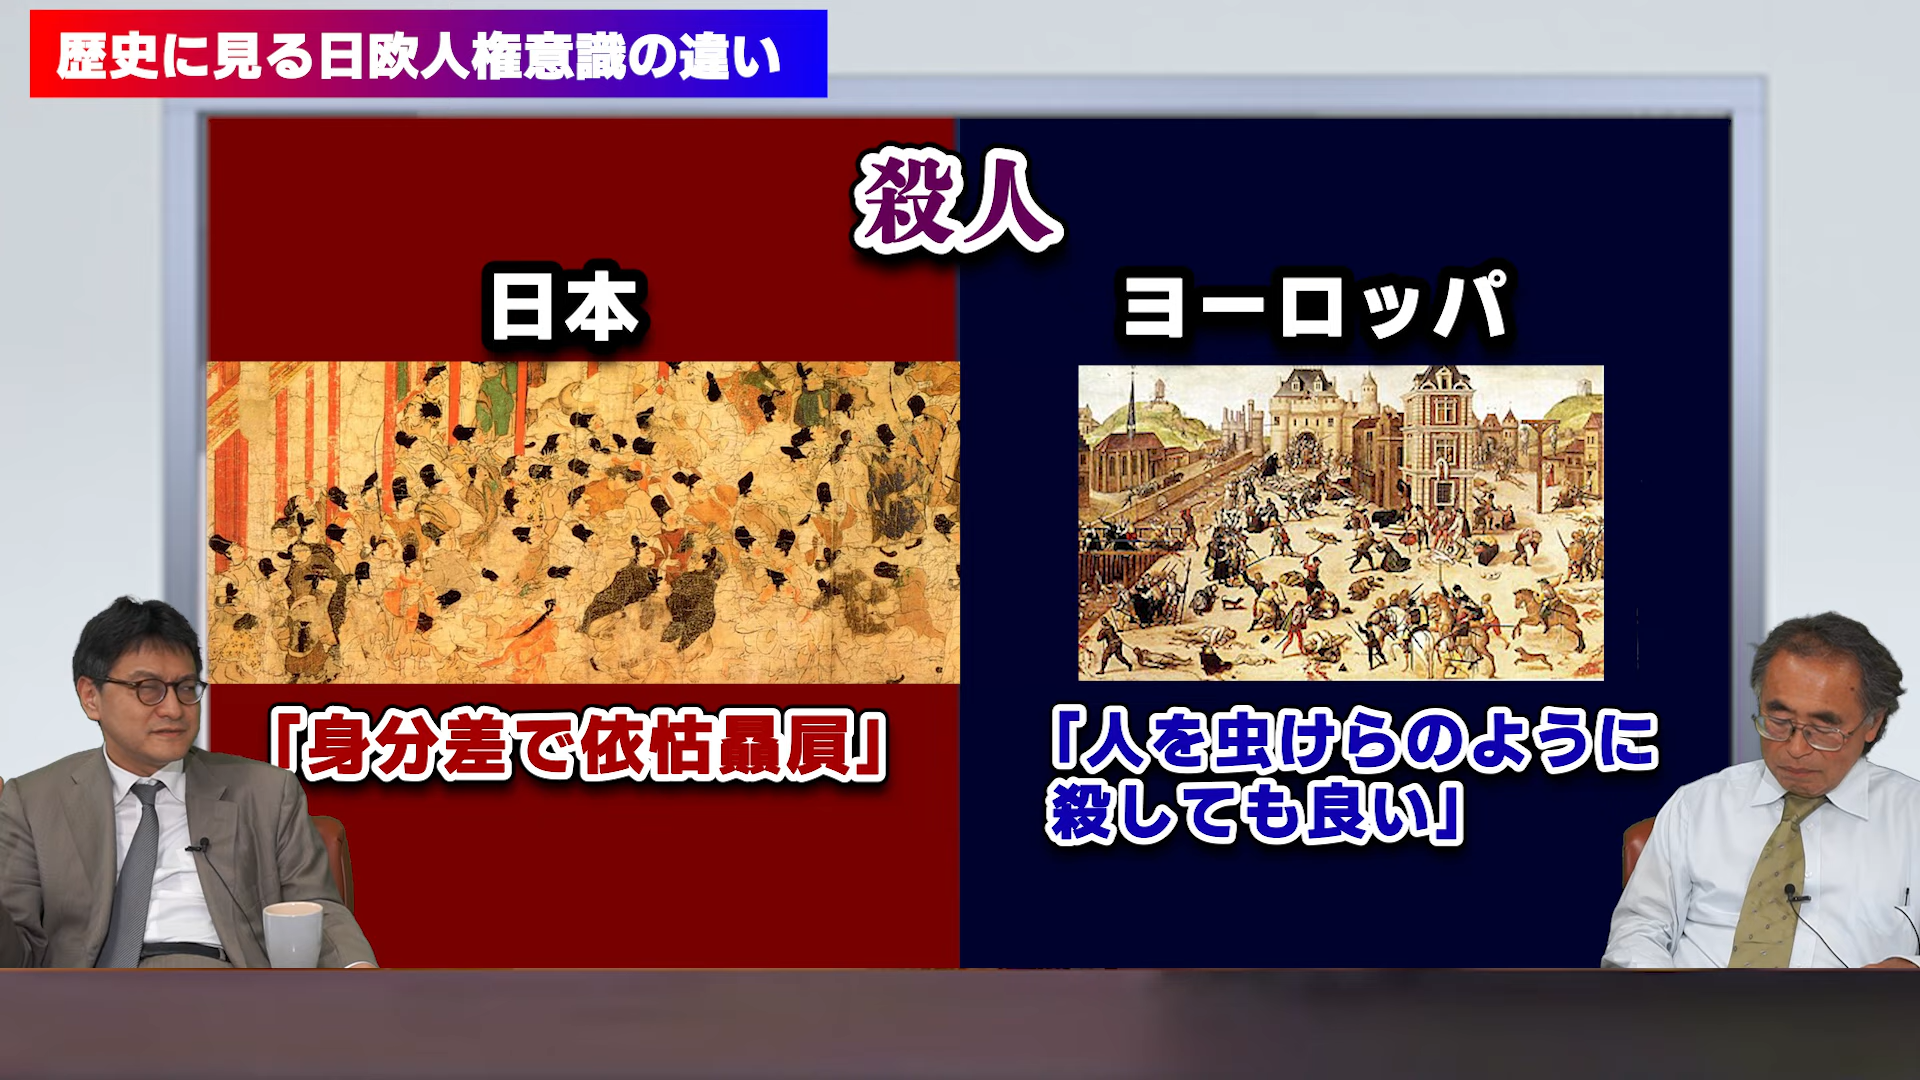 歴史に見る日欧人権意識の違い
殺人
日本
ヨーロッパ
「身分差で依怙贔屓」
「人を虫けらのように
殺しても良い」